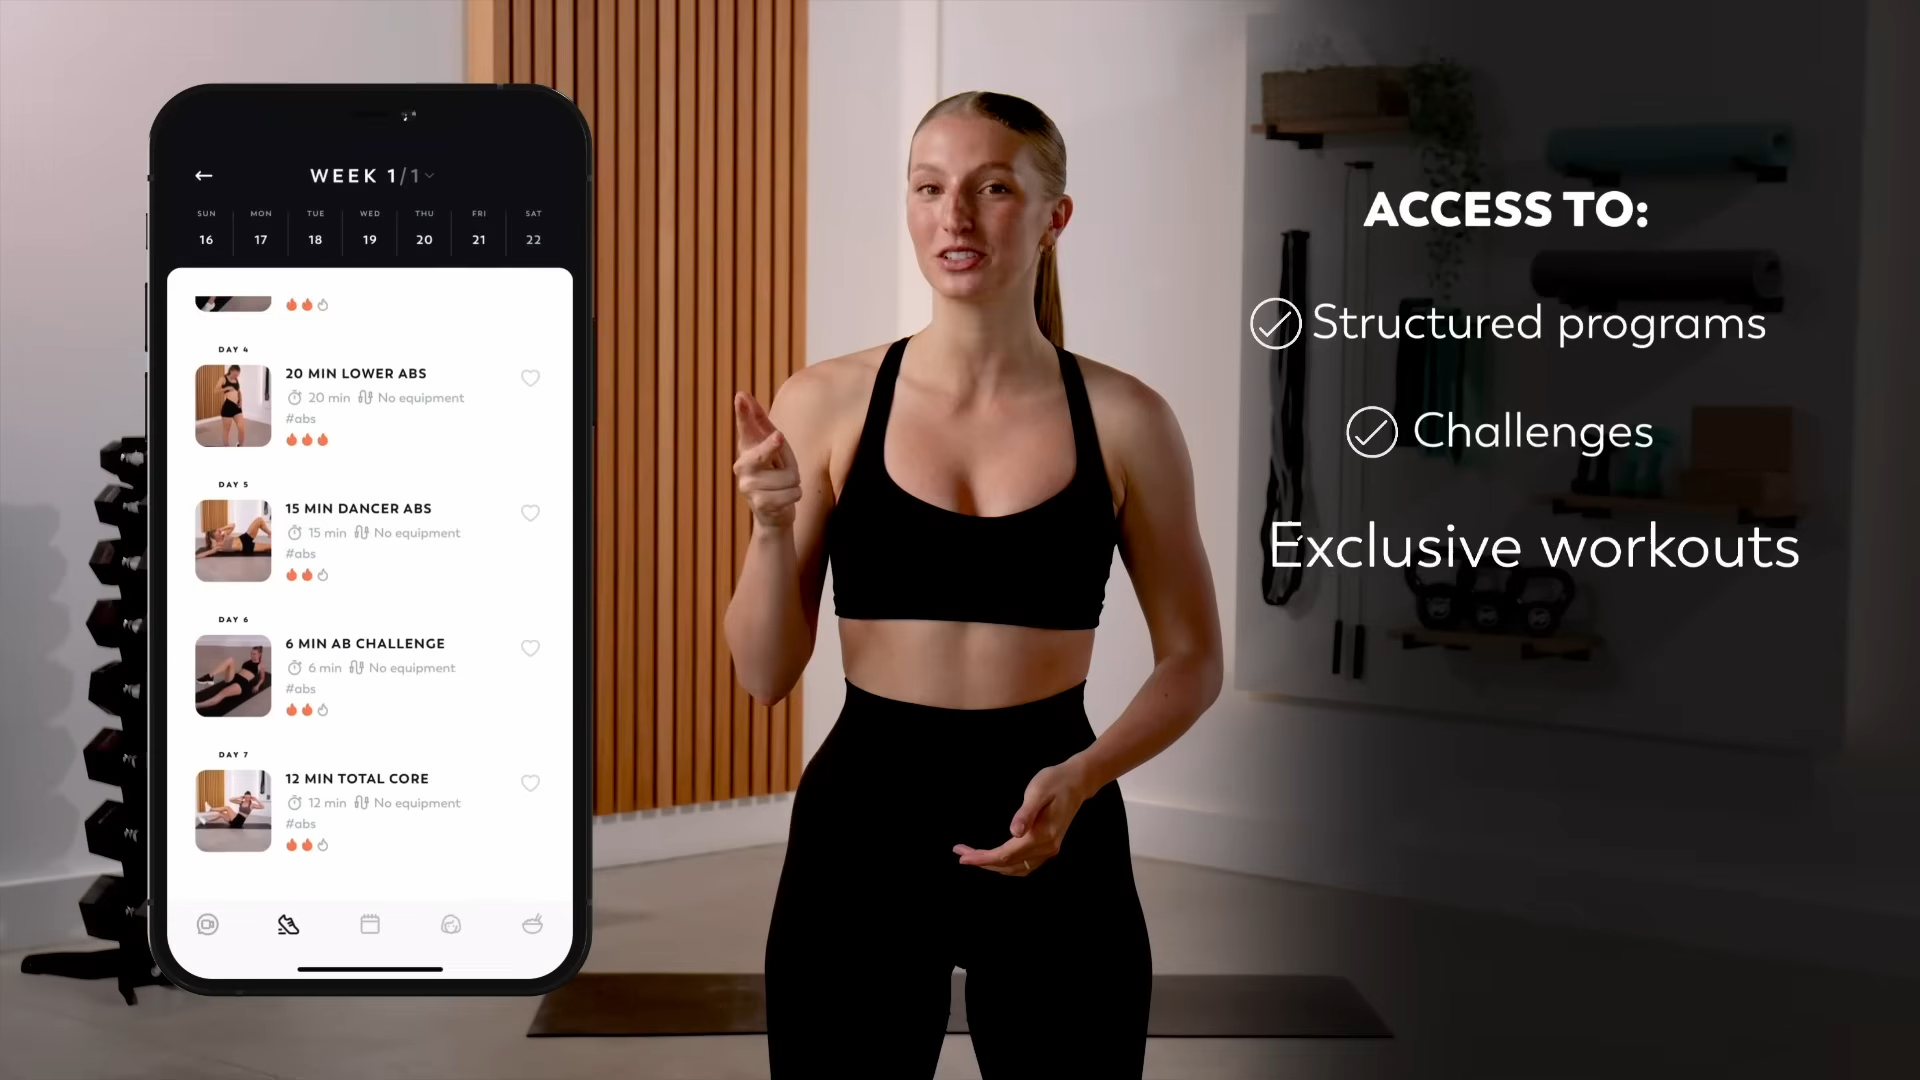 WEEK 1/1
SUN MON TUE WED THU FRI SAT
16 17 18 19 20 21 22
DAY 4
20 MIN LOWER ABS
20 min No equipment
#abs
DAY 5
15 MIN DANCER ABS
15 min No equipment
#abs
DAY 6
6 MIN AB CHALLENGE
6 min No equipment
#abs
DAY 7
12 MIN TOTAL CORE
12 min No equipment
#abs
ACCESS TO:
Structured programs
Challenges
Exclusive workouts